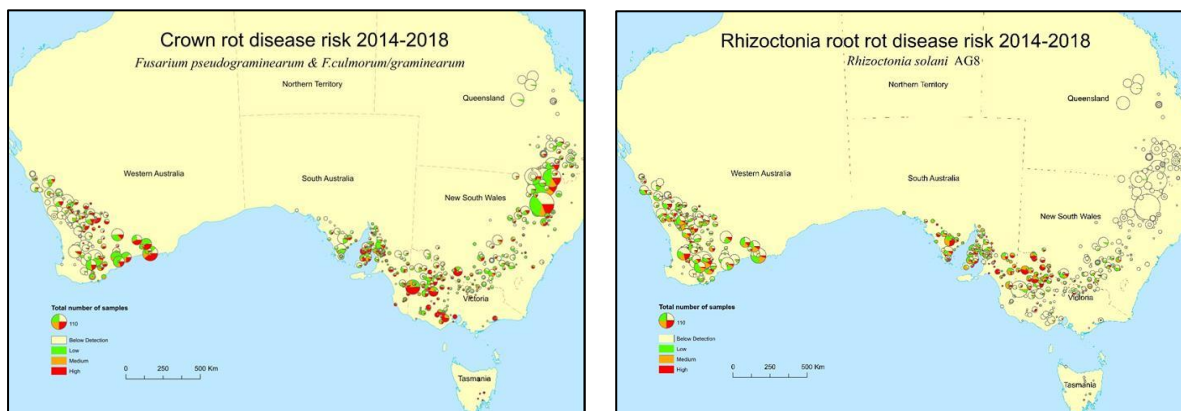 Crown rot disease risk 2014-2018
Fusarium pseudograminearum & F.culmorum/graminearum
Northern Territory
Queensland
Western Australia
South Australia
New South Wales
Victoria
Tasmania
Total number of samples
110
Below Detection
Low
Medium
High
0 250 500 Km
Rhizoctonia root rot disease risk 2014-2018
Rhizoctonia solani AG8
Northern Territory
Queensland
Western Australia
South Australia
New South Wales
Victoria
Tasmania
Total number of samples
110
Below Detection
Low
Medium
High
0 250 500 Km